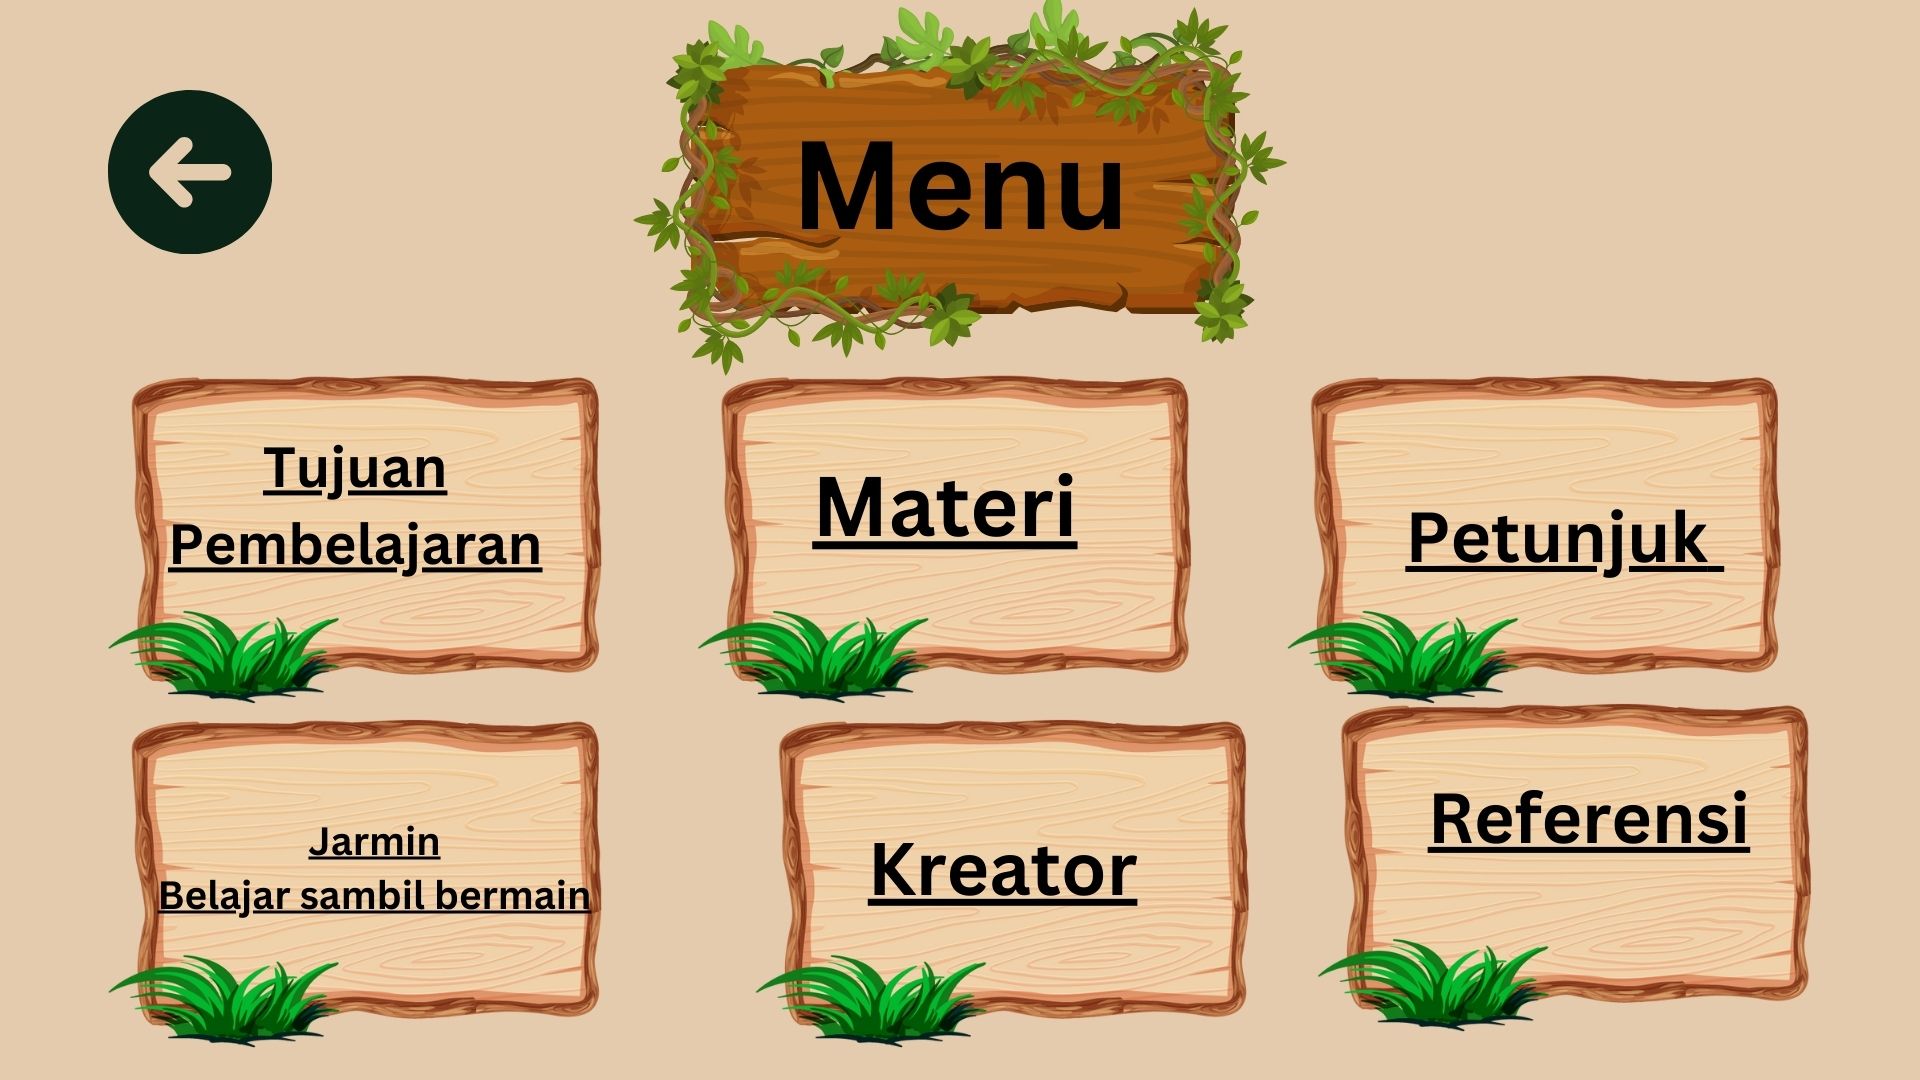 Menu
Tujuan
Pembelajaran
Materi
Petunjuk
Jarmin
Belajar sambil bermain
Kreator
Referensi